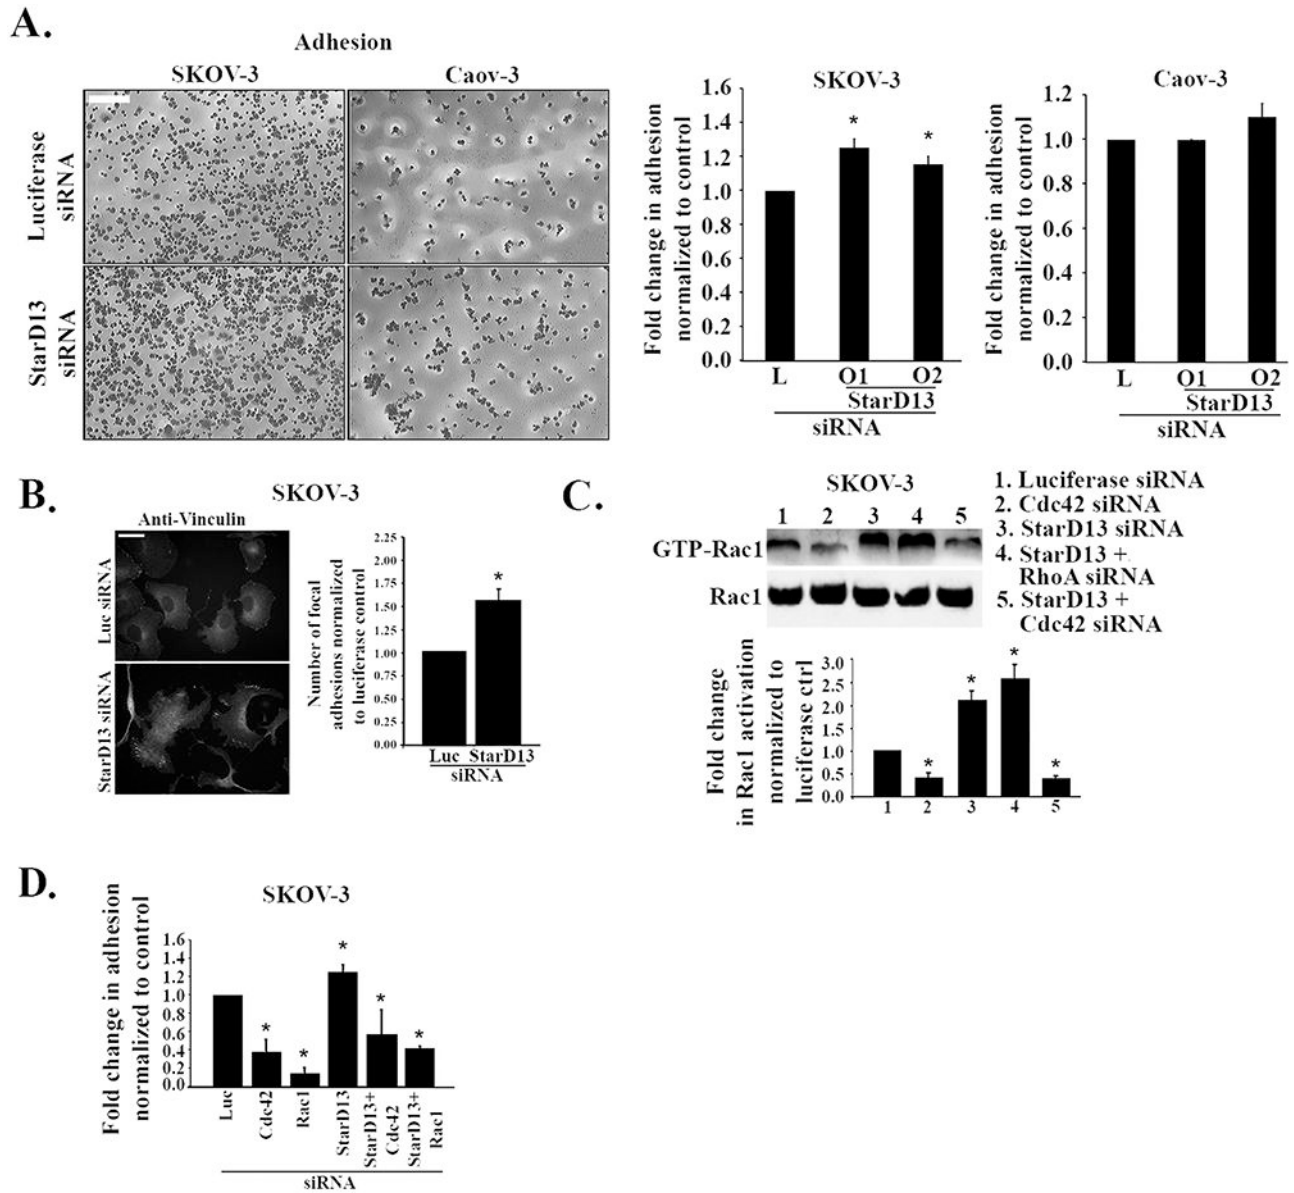 A.
Adhesion
SKOV-3
Caov-3
Luciferase
siRNA
StarD13
siRNA
SKOV-3
Fold change in adhesion
normalized to control
1.6
1.4
1.2
1.0
0.8
0.6
0.4
0.2
0.0
*
*
L
O1
O2
StarD13
siRNA
Caov-3
Fold change in adhesion
normalized to control
1.2
1.0
0.8
0.6
0.4
0.2
0.0
L
O1
O2
StarD13
siRNA
B.
SKOV-3
Anti-Vinculin
Luc siRNA
StarD13 siRNA
Number of focal
adhesions normalized
to luciferase control
2.25
2.00
1.75
1.50
1.25
1.00
0.75
0.50
0.25
0.00
*
Luc StarD13
siRNA
C.
SKOV-3
1 2 3 4 5
GTP-Rac1
Rac1
1. Luciferase siRNA
2. Cdc42 siRNA
3. StarD13 siRNA
4. StarD13 +
RhoA siRNA
5. StarD13 +
Cdc42 siRNA
Fold change
in Rac1 activation
normalized to
luciferase ctrl
3.0
2.5
2.0
1.5
1.0
0.5
0.0
* * * *
1 2 3 4 5
D.
SKOV-3
Fold change in adhesion
normalized to control
1.6
1.4
1.2
1.0
0.8
0.6
0.4
0.2
0.0
* * * * *
Luc
Cdc42
Rac1
StarD13
StarD13+
Cdc42
StarD13+
Rac1
siRNA